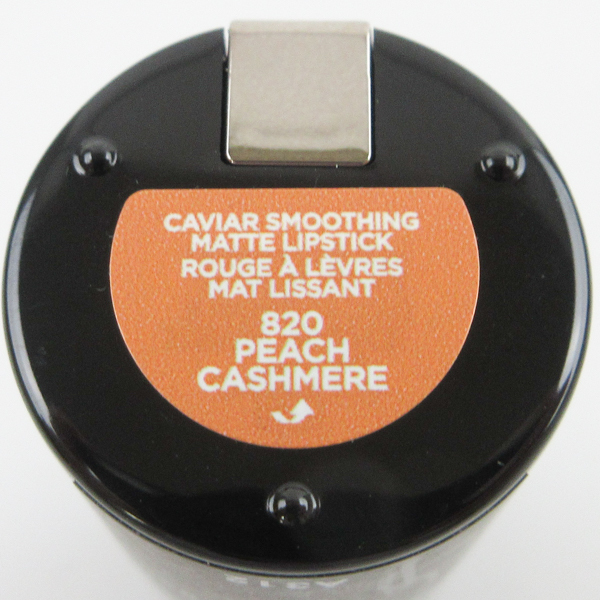 CAVIAR SMOOTHING
MATTE LIPSTICK
ROUGE À LÈVRES
MAT LISSANT
820
PEACH
CASHMERE